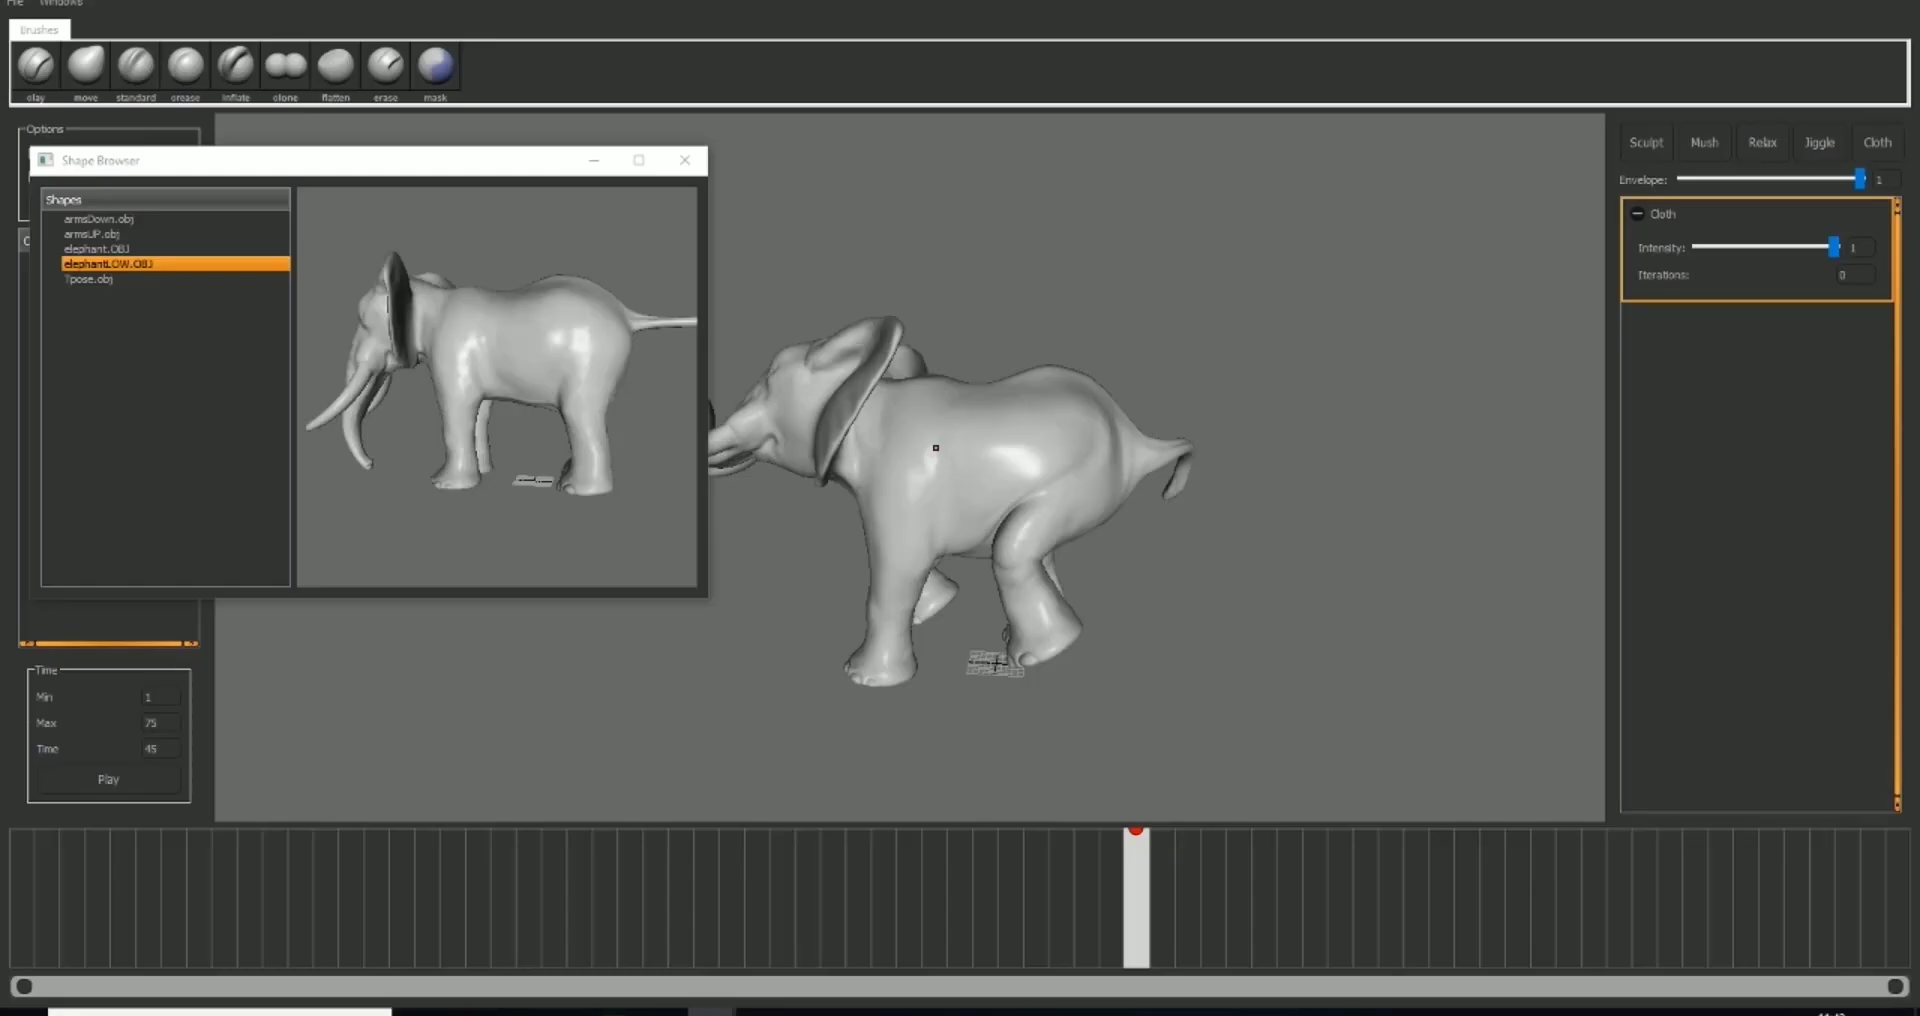 File Windows
Brushes
clay move standard crease inflate clone flatten erase mask
Options
Shape Browser
Shapes
armsDown.obj
armsUP.obj
elephant.OBJ
elephantLOW.OBJ
Tpose.obj
Time
Min 1
Max 75
Time 45
Play
Sculpt Mush Relax Jiggle Cloth
Envelope: 1
Cloth
Intensity: 1
Iterations: 0